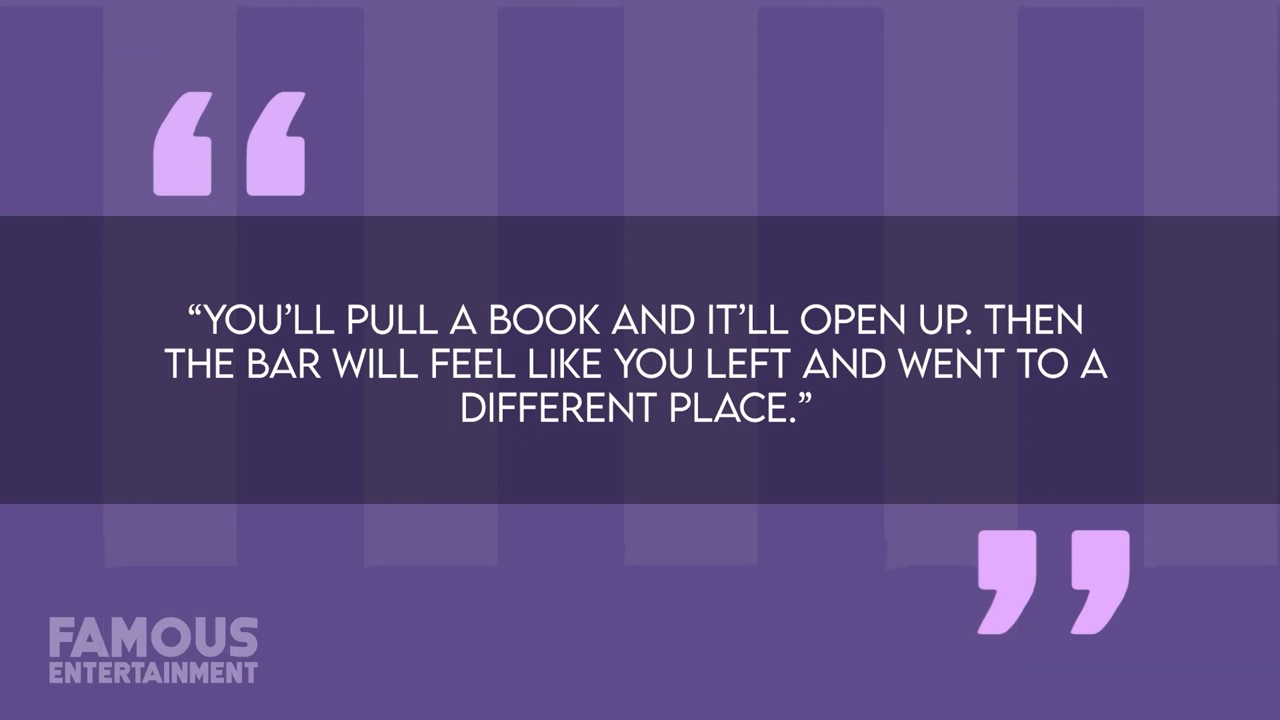 “YOU’LL PULL A BOOK AND IT’LL OPEN UP. THEN
THE BAR WILL FEEL LIKE YOU LEFT AND WENT TO A
DIFFERENT PLACE.”
FAMOUS
ENTERTAINMENT